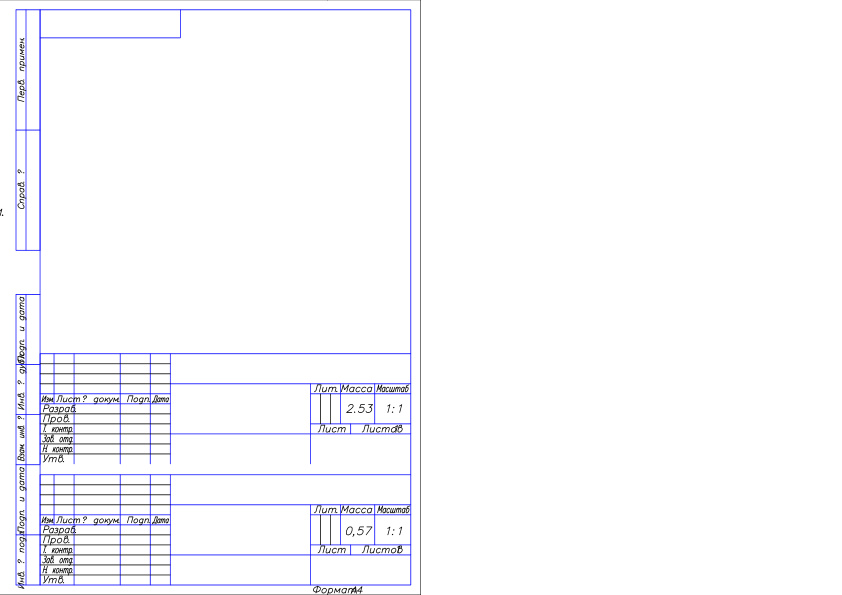 Перв. примен.
Справ. ?
Подп. и дата
Инв. ? дубл.
Взам. инв. ?
Подп. и дата
Инв. ? подл.
Лит. Масса Масштаб
Изм. Лист ? докум. Подп. Дата
Разраб. 2.53 1:1
Пров.
Т. контр. Лист Листов
Зав. отд.
Н. контр.
Утв.
Лит. Масса Масштаб
Изм. Лист ? докум. Подп. Дата
Разраб. 0,57 1:1
Пров.
Т. контр. Лист Листов
Зав. отд.
Н. контр.
Утв.
Формат А4